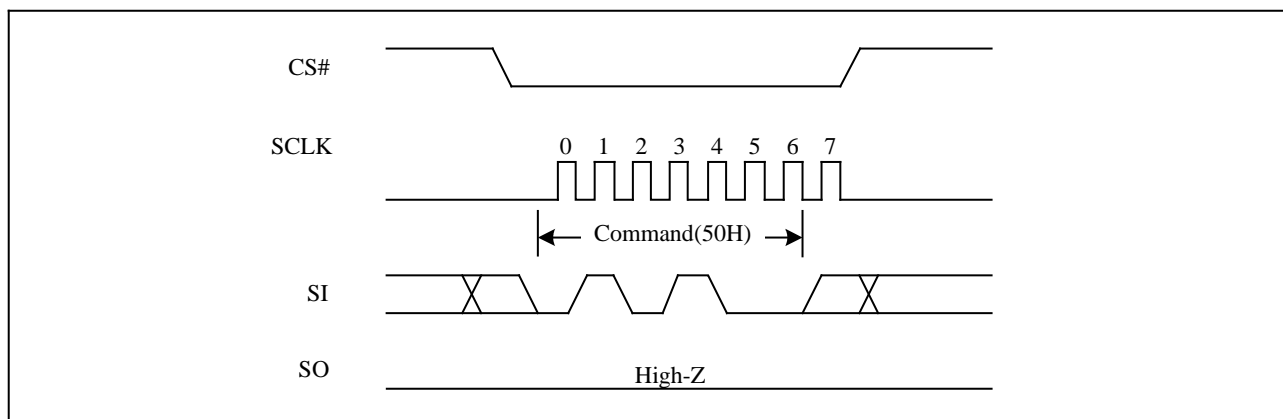 CS#
SCLK
0 1 2 3 4 5 6 7
Command(50H)
SI
SO
High-Z